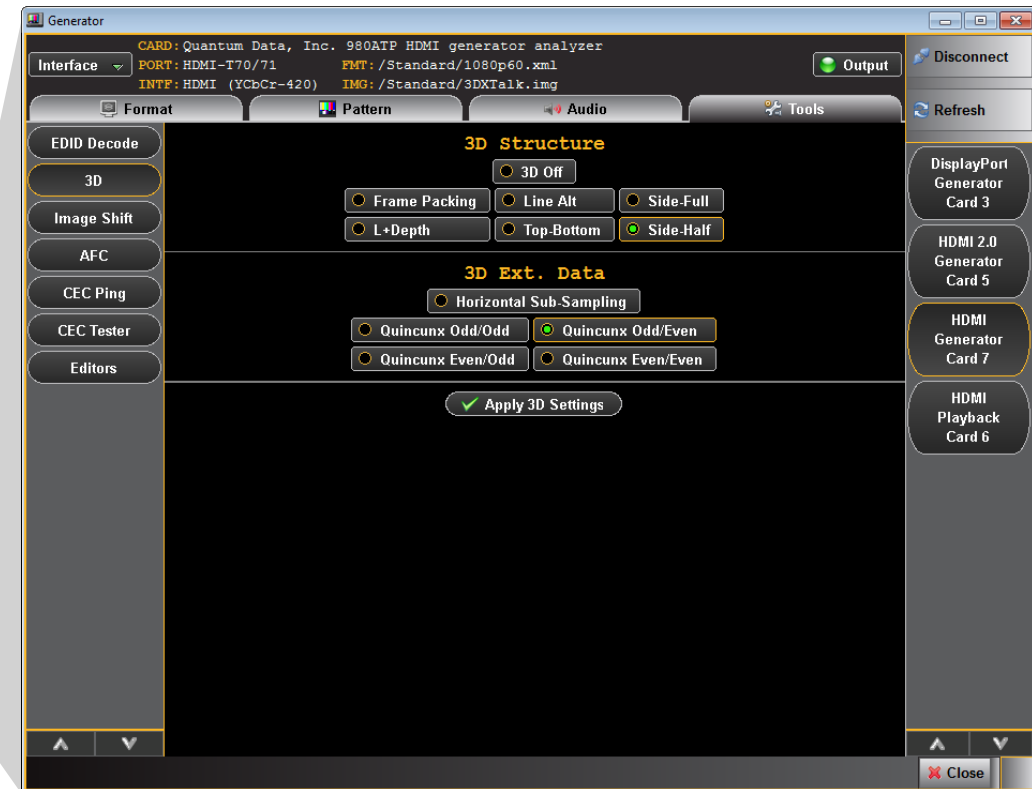 Generator
CARD: Quantum Data, Inc. 980ATP HDMI generator analyzer
Interface
PORT: HDMI-T70/71 FMT: /Standard/1080p60.xml
INTF: HDMI (YCbCr-420) IMG: /Standard/3DXTalk.img
Output
Disconnect
Format Pattern Audio Tools
Refresh
EDID Decode
3D
Image Shift
AFC
CEC Ping
CEC Tester
Editors
3D Structure
3D Off
Frame Packing Line Alt Side-Full
L+Depth Top-Bottom Side-Half
3D Ext. Data
Horizontal Sub-Sampling
Quincunx Odd/Odd Quincunx Odd/Even
Quincunx Even/Odd Quincunx Even/Even
Apply 3D Settings
DisplayPort
Generator
Card 3
HDMI 2.0
Generator
Card 5
HDMI
Generator
Card 7
HDMI
Playback
Card 6
Close